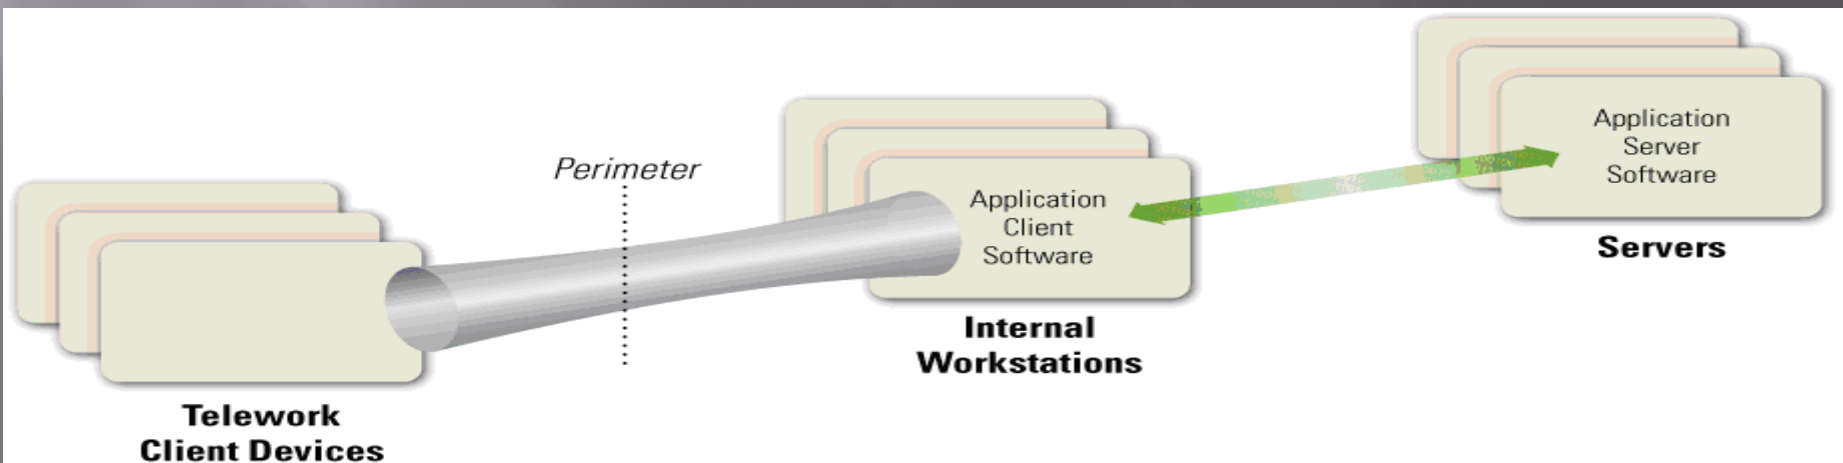 Perimeter
Telework
Client Devices
Application
Client
Software
Internal
Workstations
Application
Server
Software
Servers